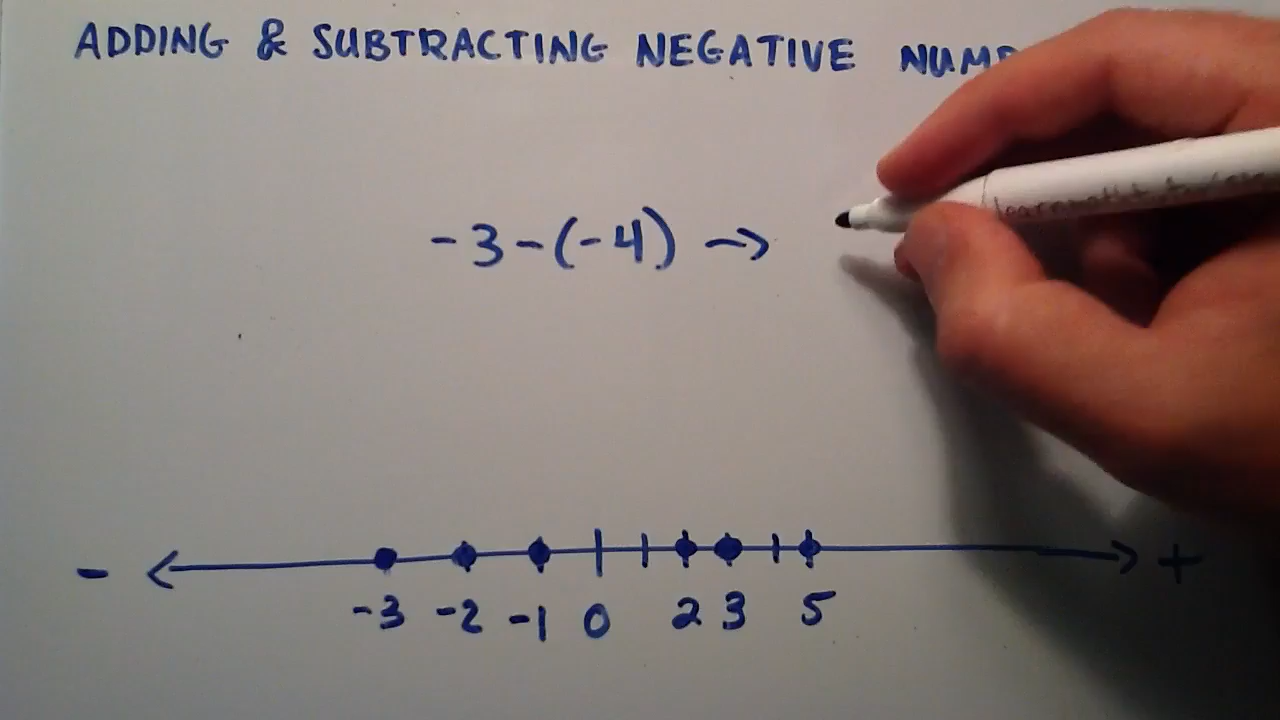 ADDING & SUBTRACTING NEGATIVE
-3-(-4) →
- +
-3 -2 -1 0 2 3 5